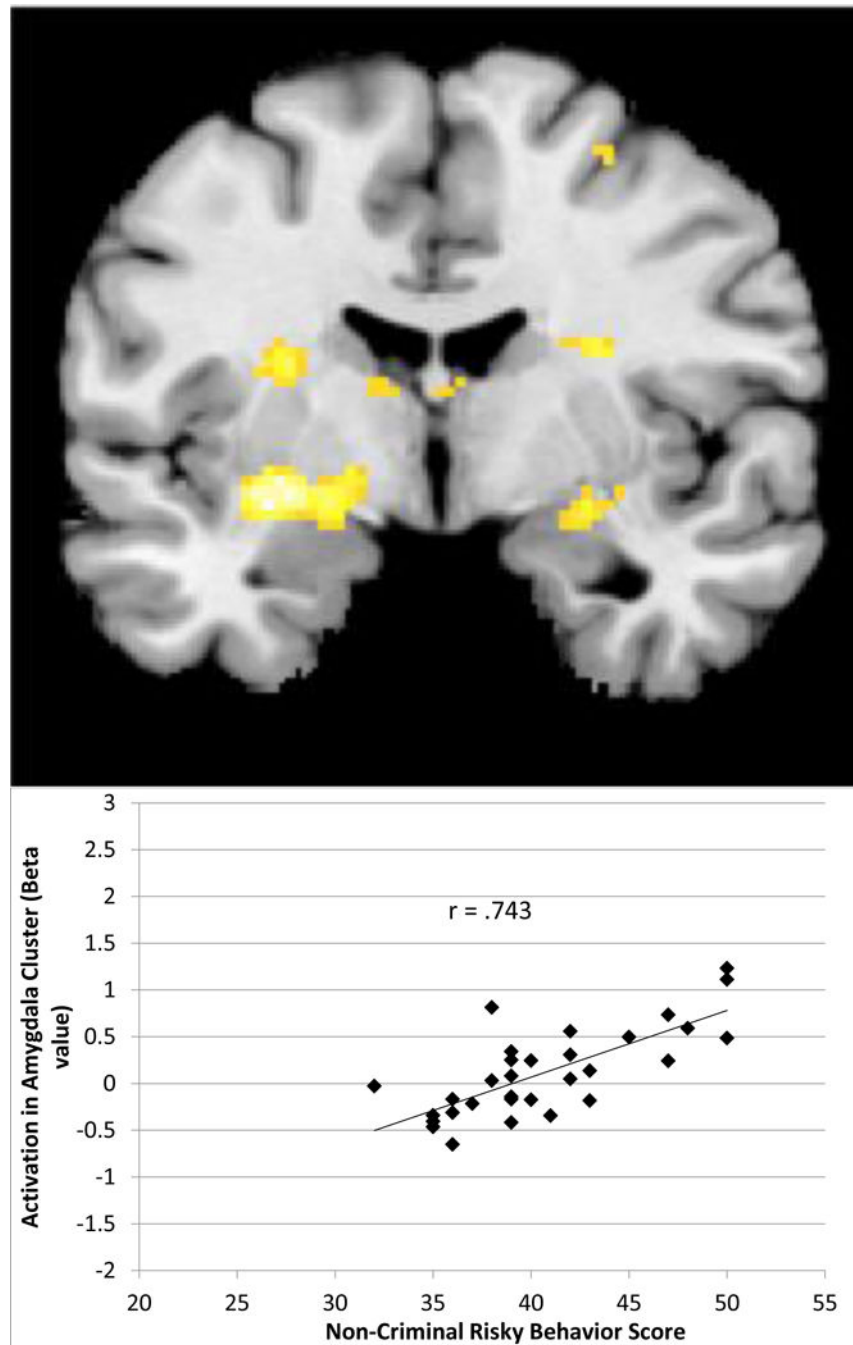 3
2.5
2
1.5
1
0.5
0
-0.5
-1
-1.5
-2
Activation in Amygdala Cluster (Beta
value)
r = .743
20 25 30 35 40 45 50 55
Non-Criminal Risky Behavior Score